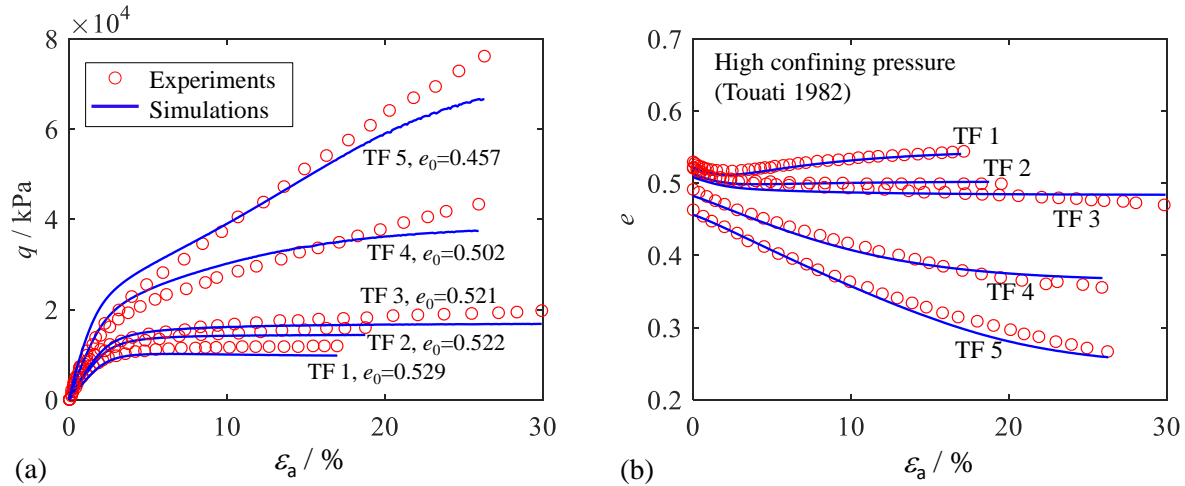 ×10⁴
8
6
4
2
0
0 10 20 30
q / kPa
εₐ / %
Experiments
Simulations
TF 5, e₀=0.457
TF 4, e₀=0.502
TF 3, e₀=0.521
TF 2, e₀=0.522
TF 1, e₀=0.529
(a)
0.7
0.6
0.5
0.4
0.3
0.2
0 10 20 30
e
εₐ / %
High confining pressure
(Touati 1982)
TF 1
TF 2
TF 3
TF 4
TF 5
(b)